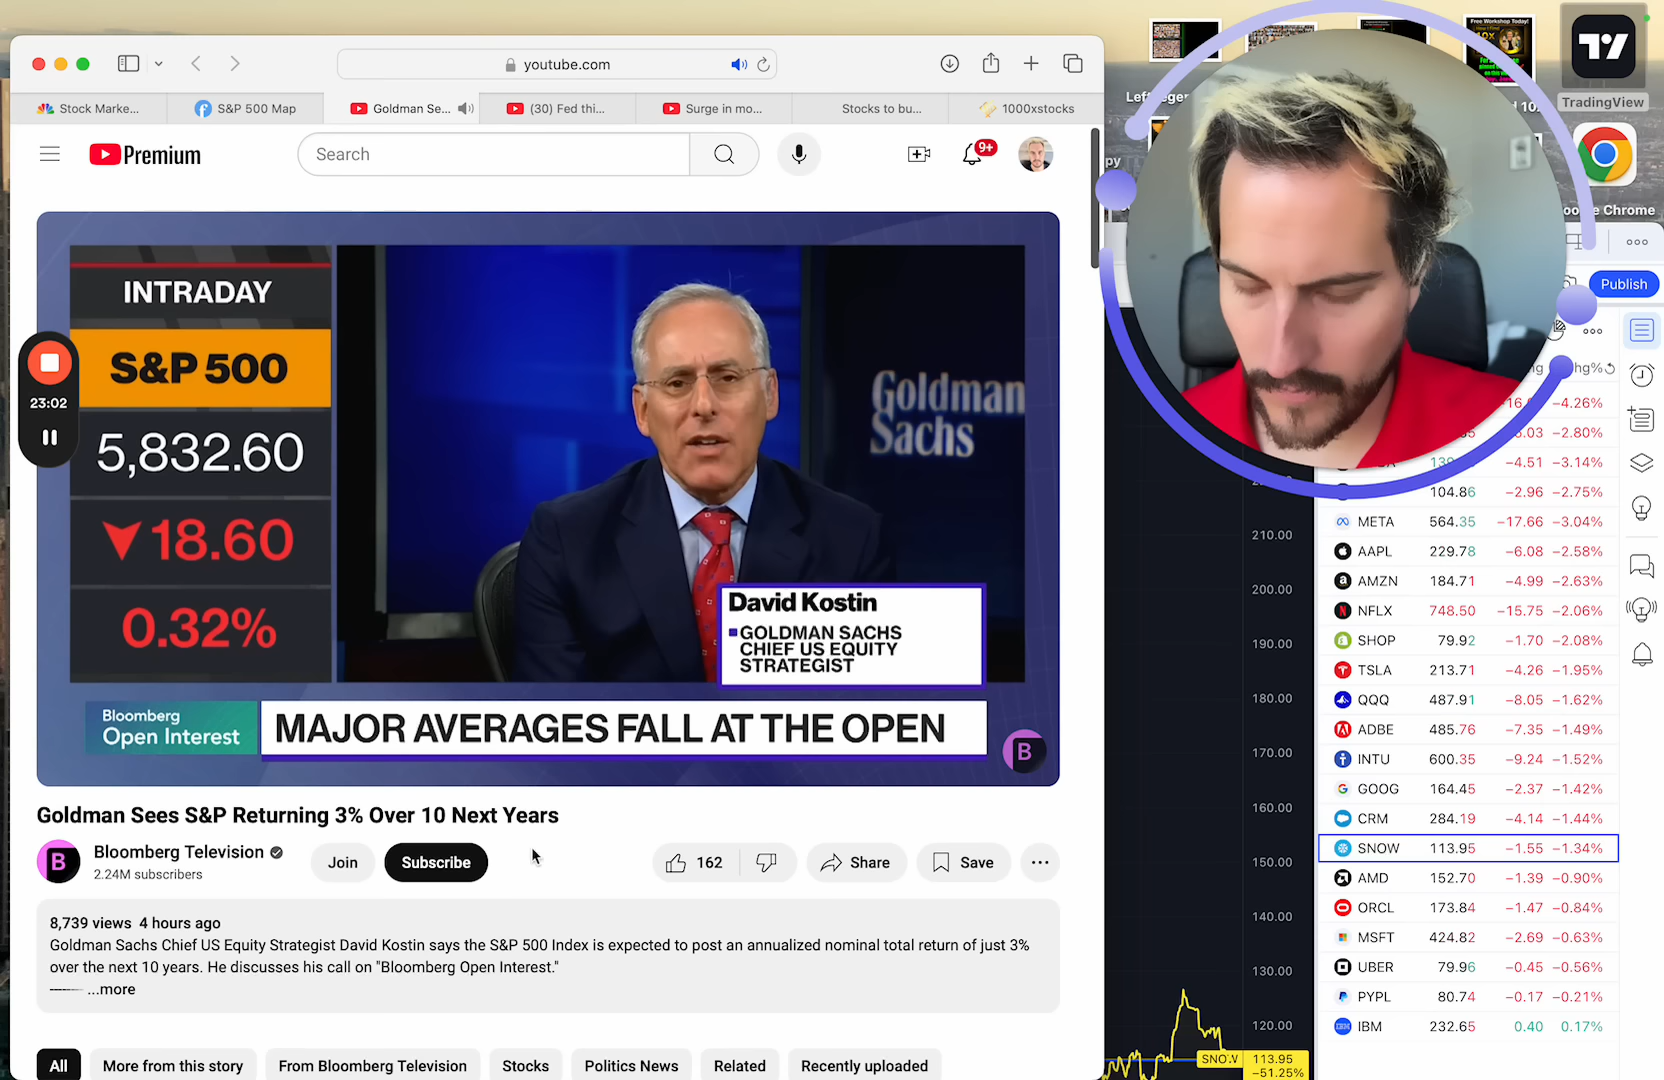 youtube.com
Stock Marke...
S&P 500 Map
Goldman Se...
(30) Fed thi...
Surge in mo...
Stocks to bu...
1000xstocks
Premium
Search
9+
Free Workshop Today!
TradingView
Chrome
Publish
INTRADAY
S&P 500
5,832.60
18.60
0.32%
23:02
Goldman
Sachs
David Kostin
GOLDMAN SACHS
CHIEF US EQUITY
STRATEGIST
Bloomberg
Open Interest
MAJOR AVERAGES FALL AT THE OPEN
B
Goldman Sees S&P Returning 3% Over 10 Next Years
B
Bloomberg Television
2.24M subscribers
Join
Subscribe
162
Share
Save
8,739 views 4 hours ago
Goldman Sachs Chief US Equity Strategist David Kostin says the S&P 500 Index is expected to post an annualized nominal total return of just 3%
over the next 10 years. He discusses his call on "Bloomberg Open Interest."
...more
All
More from this story
From Bloomberg Television
Stocks
Politics News
Related
Recently uploaded
210.00
200.00
190.00
180.00
170.00
160.00
150.00
140.00
130.00
120.00
SNOW
113.95
−51.25%
−4.26%
−2.80%
−4.51 −3.14%
104.86 −2.96 −2.75%
META 564.35 −17.66 −3.04%
AAPL 229.78 −6.08 −2.58%
AMZN 184.71 −4.99 −2.63%
NFLX 748.50 −15.75 −2.06%
SHOP 79.92 −1.70 −2.08%
TSLA 213.71 −4.26 −1.95%
QQQ 487.91 −8.05 −1.62%
ADBE 485.76 −7.35 −1.49%
INTU 600.35 −9.24 −1.52%
GOOG 164.45 −2.37 −1.42%
CRM 284.19 −4.14 −1.44%
SNOW 113.95 −1.55 −1.34%
AMD 152.70 −1.39 −0.90%
ORCL 173.84 −1.47 −0.84%
MSFT 424.82 −2.69 −0.63%
UBER 79.96 −0.45 −0.56%
PYPL 80.74 −0.17 −0.21%
IBM 232.65 0.40 0.17%